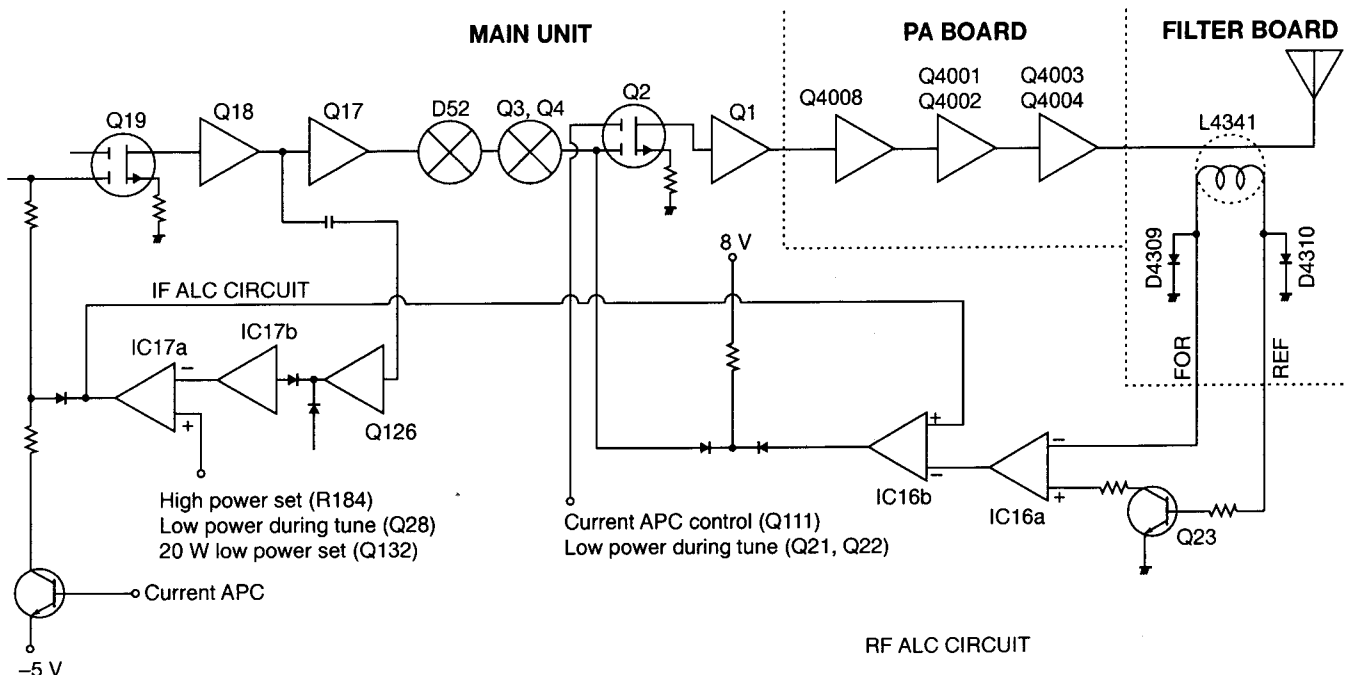 MAIN UNIT
PA BOARD
FILTER BOARD
Q19
Q18
Q17
D52
Q3, Q4
Q2
Q1
Q4008
Q4001
Q4002
Q4003
Q4004
L4341
8 V
D4309
D4310
FOR
REF
IF ALC CIRCUIT
IC17a
IC17b
Q126
−
+
+
−
IC16b
−
+
IC16a
Q23
High power set (R184)
Low power during tune (Q28)
20 W low power set (Q132)
Current APC control (Q111)
Low power during tune (Q21, Q22)
Current APC
−5 V
RF ALC CIRCUIT